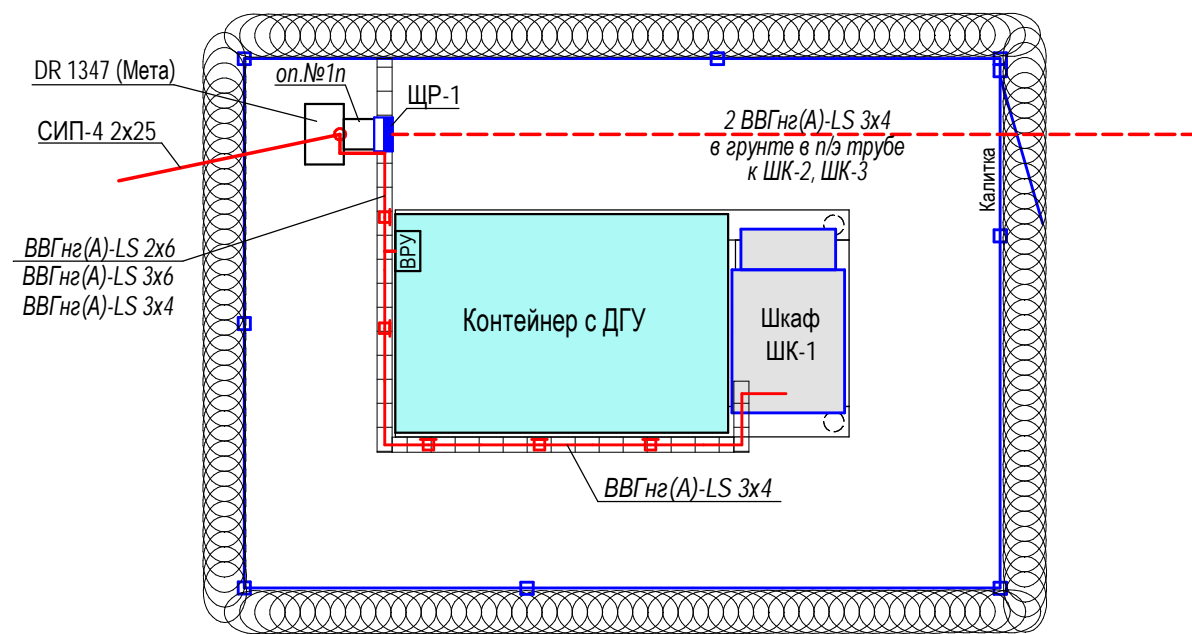 DR 1347 (Мета)
оп.№1п
ЩР-1
СИП-4 2х25
2 ВВГнг(А)-LS 3х4
в грунте в п/э трубе
к ШК-2, ШК-3
Калитка
ВВГнг(А)-LS 2х6
ВВГнг(А)-LS 3х6
ВВГнг(А)-LS 3х4
ВРУ
Контейнер с ДГУ
Шкаф
ШК-1
ВВГнг(А)-LS 3х4